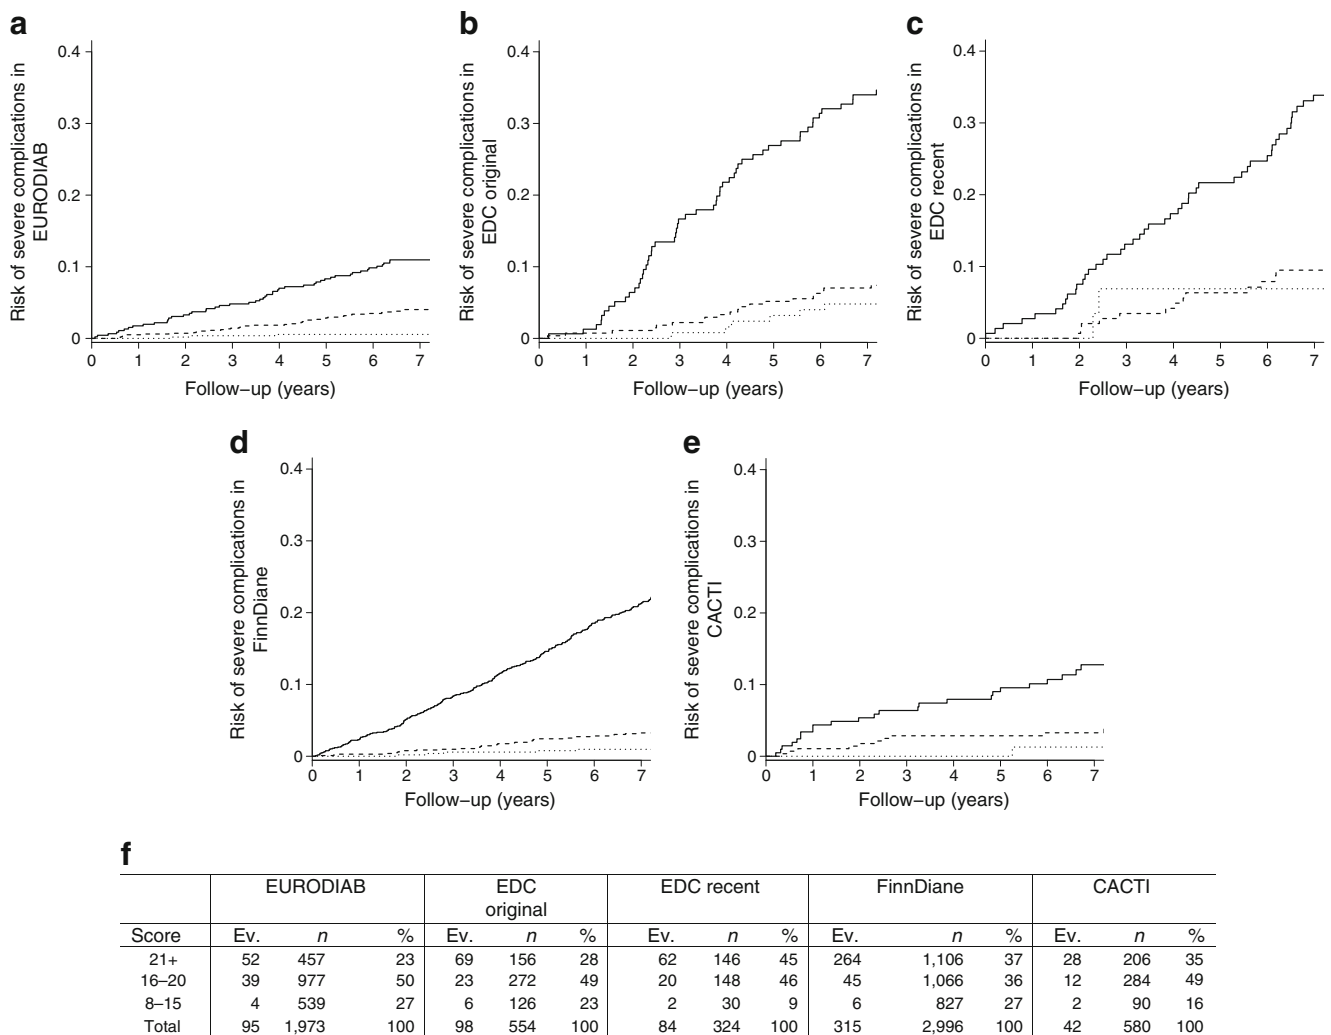 a
Risk of severe complications in
EURODIAB
0.4
0.3
0.2
0.1
0
0 1 2 3 4 5 6 7
Follow–up (years)
b
Risk of severe complications in
EDC original
0.4
0.3
0.2
0.1
0
0 1 2 3 4 5 6 7
Follow–up (years)
c
Risk of severe complications in
EDC recent
0.4
0.3
0.2
0.1
0
0 1 2 3 4 5 6 7
Follow–up (years)
d
Risk of severe complications in
FinnDiane
0.4
0.3
0.2
0.1
0
0 1 2 3 4 5 6 7
Follow–up (years)
e
Risk of severe complications in
CACTI
0.4
0.3
0.2
0.1
0
0 1 2 3 4 5 6 7
Follow–up (years)
f
EURODIAB EDC original EDC recent FinnDiane CACTI
Score Ev. n % Ev. n % Ev. n % Ev. n % Ev. n %
21+ 52 457 23 69 156 28 62 146 45 264 1,106 37 28 206 35
16–20 39 977 50 23 272 49 20 148 46 45 1,066 36 12 284 49
8–15 4 539 27 6 126 23 2 30 9 6 827 27 2 90 16
Total 95 1,973 100 98 554 100 84 324 100 315 2,996 100 42 580 100